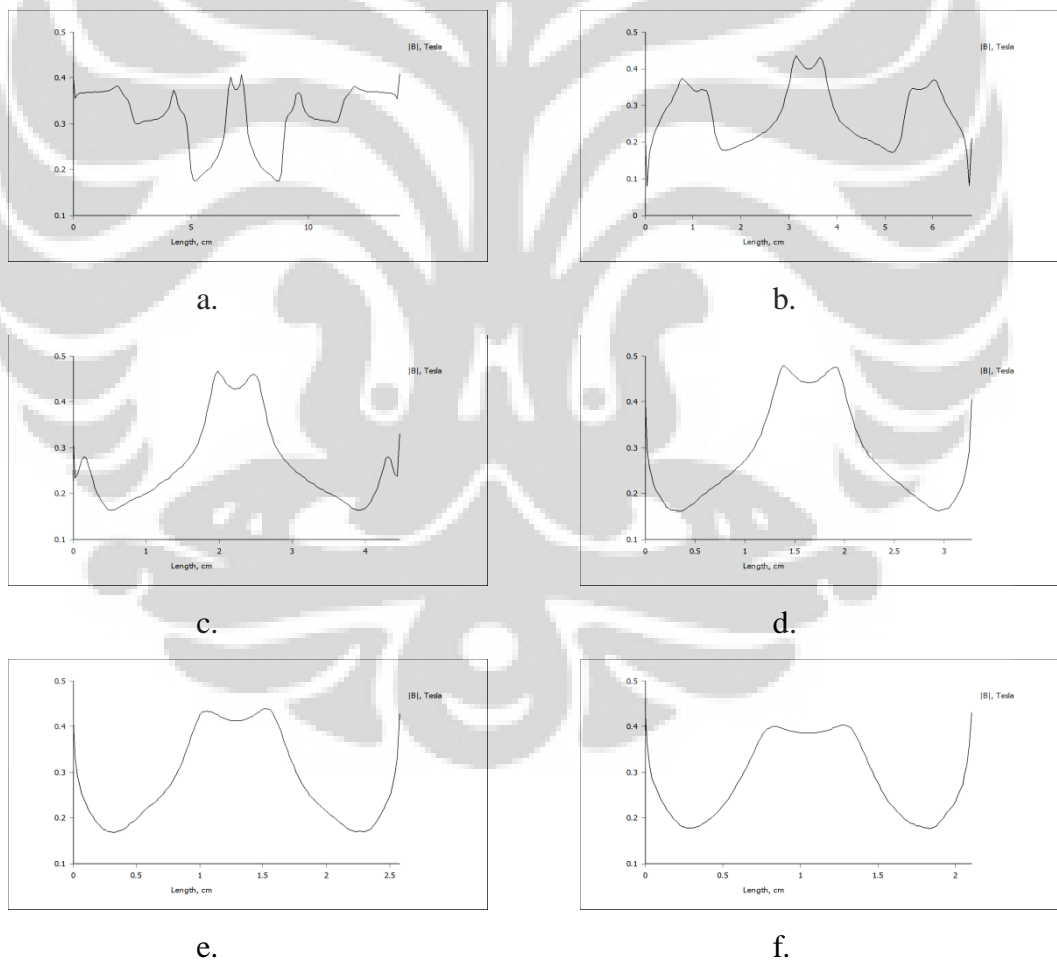 |B|, Tesla
0.5
0.4
0.3
0.2
0.1
0 5 10
Length, cm
a.
|B|, Tesla
0.5
0.4
0.3
0.2
0.1
0
0 1 2 3 4 5 6
Length, cm
b.
|B|, Tesla
0.5
0.4
0.3
0.2
0.1
0 1 2 3 4
Length, cm
c.
|B|, Tesla
0.5
0.4
0.3
0.2
0.1
0 0.5 1 1.5 2 2.5 3
Length, cm
d.
|B|, Tesla
0.5
0.4
0.3
0.2
0.1
0 0.5 1 1.5 2 2.5
Length, cm
e.
|B|, Tesla
0.5
0.4
0.3
0.2
0.1
0 0.5 1 1.5 2
Length, cm
f.